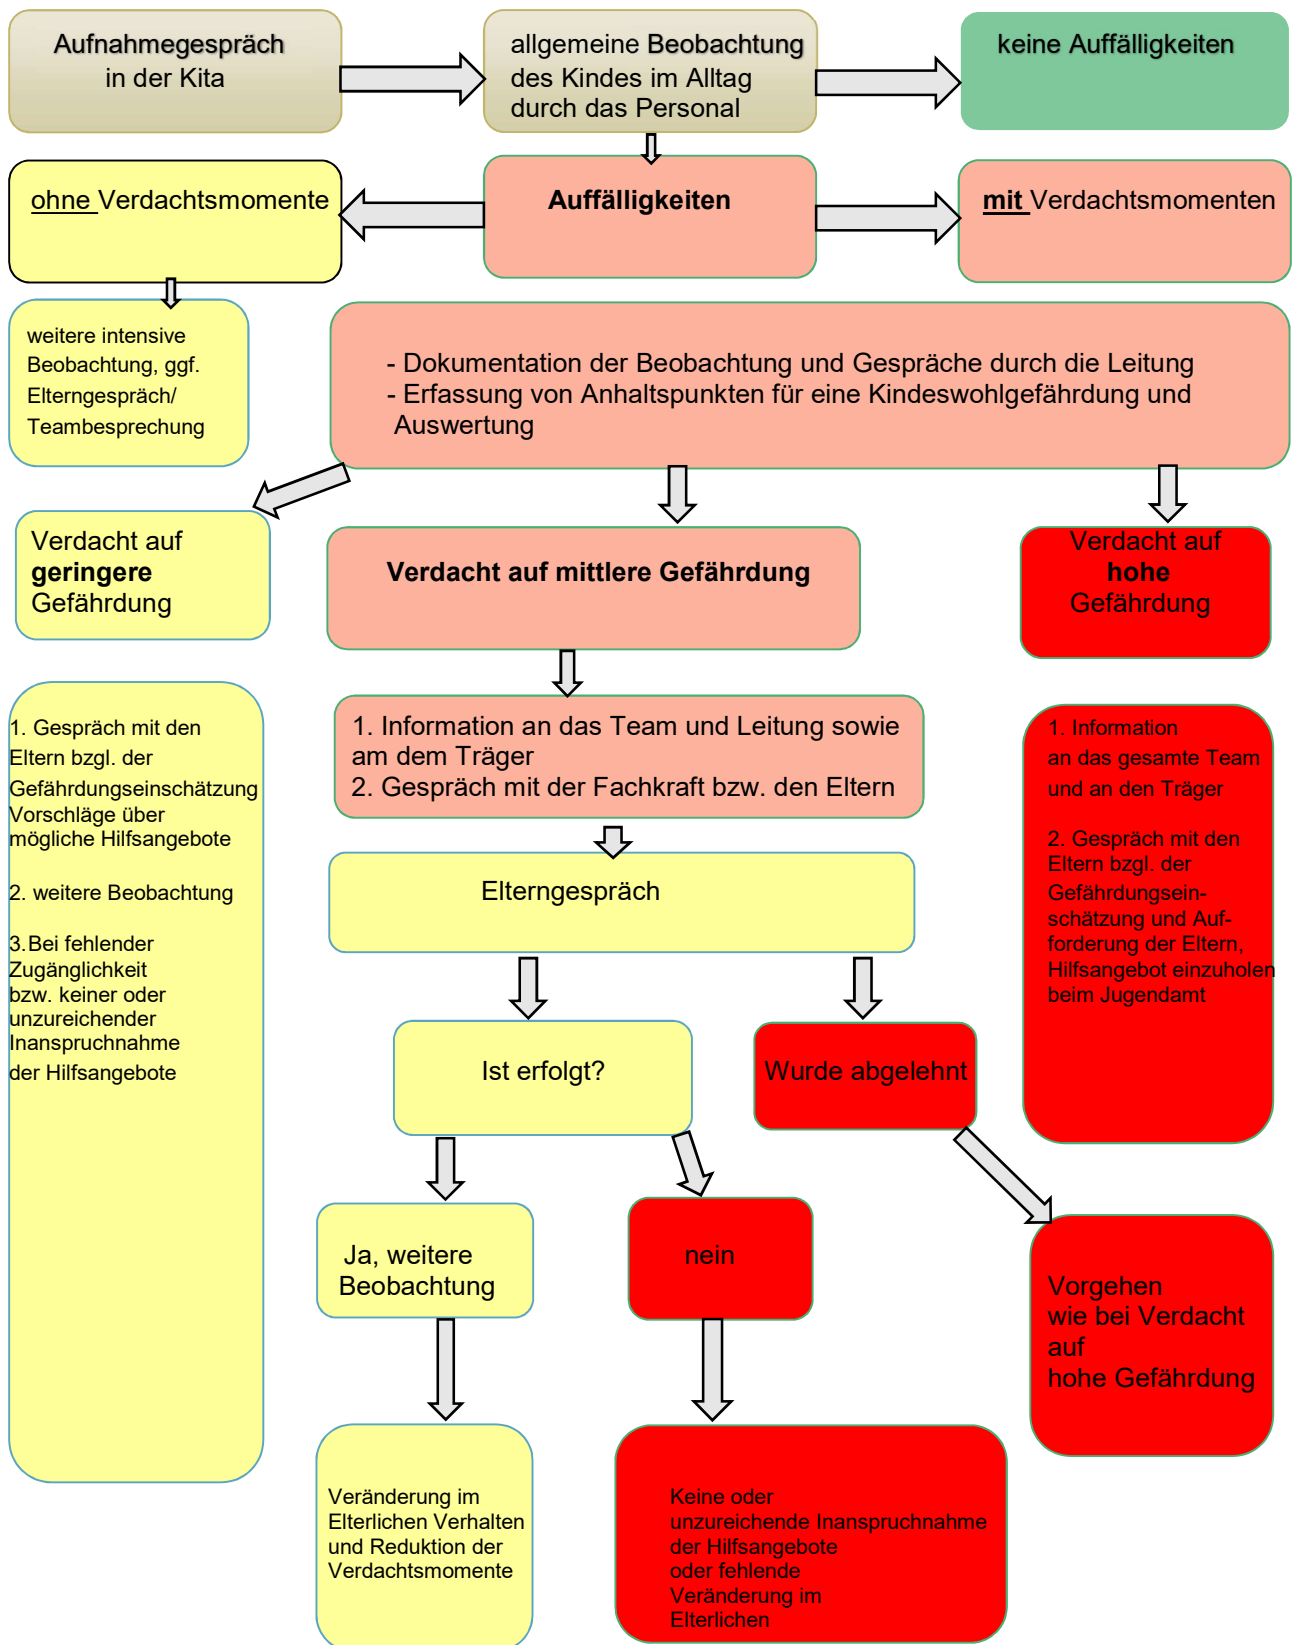 Aufnahmegespräch
in der Kita
allgemeine Beobachtung
des Kindes im Alltag
durch das Personal
keine Auffälligkeiten
ohne Verdachtsmomente
Auffälligkeiten
mit Verdachtsmomenten
weitere intensive
Beobachtung, ggf.
Elterngespräch/
Teambesprechung
- Dokumentation der Beobachtung und Gespräche durch die Leitung
- Erfassung von Anhaltspunkten für eine Kindeswohlgefährdung und
Auswertung
Verdacht auf
geringere
Gefährdung
Verdacht auf mittlere Gefährdung
Verdacht auf
hohe
Gefährdung
1. Gespräch mit den
Eltern bzgl. der
Gefährdungseinschätzung
Vorschläge über
mögliche Hilfsangebote
2. weitere Beobachtung
3.Bei fehlender
Zugänglichkeit
bzw. keiner oder
unzureichender
Inanspruchnahme
der Hilfsangebote
1. Information an das Team und Leitung sowie
am dem Träger
2. Gespräch mit der Fachkraft bzw. den Eltern
1. Information
an das gesamte Team
und an den Träger
2. Gespräch mit den
Eltern bzgl. der
Gefährdungsein-
schätzung und Auf-
forderung der Eltern,
Hilfsangebot einzuholen
beim Jugendamt
Elterngespräch
Ist erfolgt?
Wurde abgelehnt
Ja, weitere
Beobachtung
nein
Vorgehen
wie bei Verdacht
auf
hohe Gefährdung
Veränderung im
Elterlichen Verhalten
und Reduktion der
Verdachtsmomente
Keine oder
unzureichende Inanspruchnahme
der Hilfsangebote
oder fehlende
Veränderung im
Elterlichen